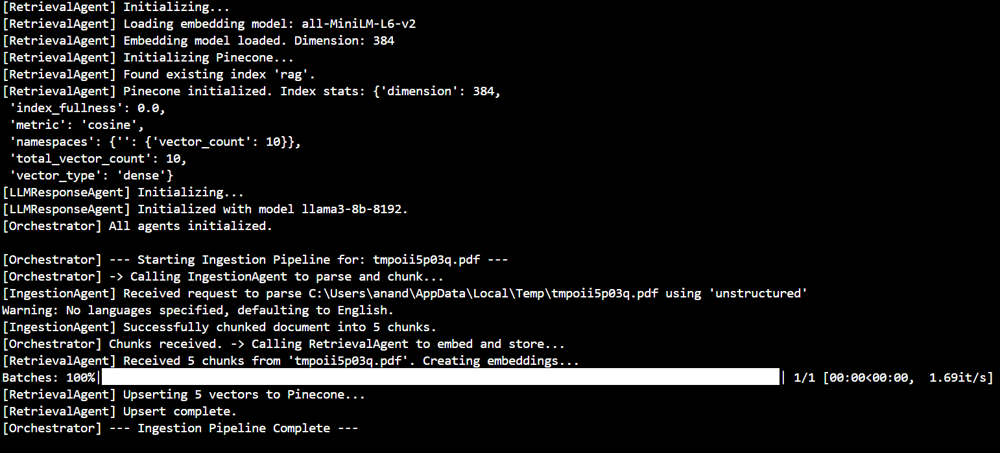 [RetrievalAgent] Initializing...
[RetrievalAgent] Loading embedding model: all-MiniLM-L6-v2
[RetrievalAgent] Embedding model loaded. Dimension: 384
[RetrievalAgent] Initializing Pinecone...
[RetrievalAgent] Found existing index 'rag'.
[RetrievalAgent] Pinecone initialized. Index stats: {'dimension': 384,
 'index_fullness': 0.0,
 'metric': 'cosine',
 'namespaces': {'': {'vector_count': 10}},
 'total_vector_count': 10,
 'vector_type': 'dense'}
[LLMResponseAgent] Initializing...
[LLMResponseAgent] Initialized with model llama3-8b-8192.
[Orchestrator] All agents initialized.

[Orchestrator] --- Starting Ingestion Pipeline for: tmpoii5p03q.pdf ---
[Orchestrator] -> Calling IngestionAgent to parse and chunk...
[IngestionAgent] Received request to parse C:\Users\anand\AppData\Local\Temp\tmpoii5p03q.pdf using 'unstructured'
Warning: No languages specified, defaulting to English.
[IngestionAgent] Successfully chunked document into 5 chunks.
[Orchestrator] Chunks received. -> Calling RetrievalAgent to embed and store...
[RetrievalAgent] Received 5 chunks from 'tmpoii5p03q.pdf'. Creating embeddings...
Batches: 100%| | 1/1 [00:00<00:00,  1.69it/s]
[RetrievalAgent] Upserting 5 vectors to Pinecone...
[RetrievalAgent] Upsert complete.
[Orchestrator] --- Ingestion Pipeline Complete ---